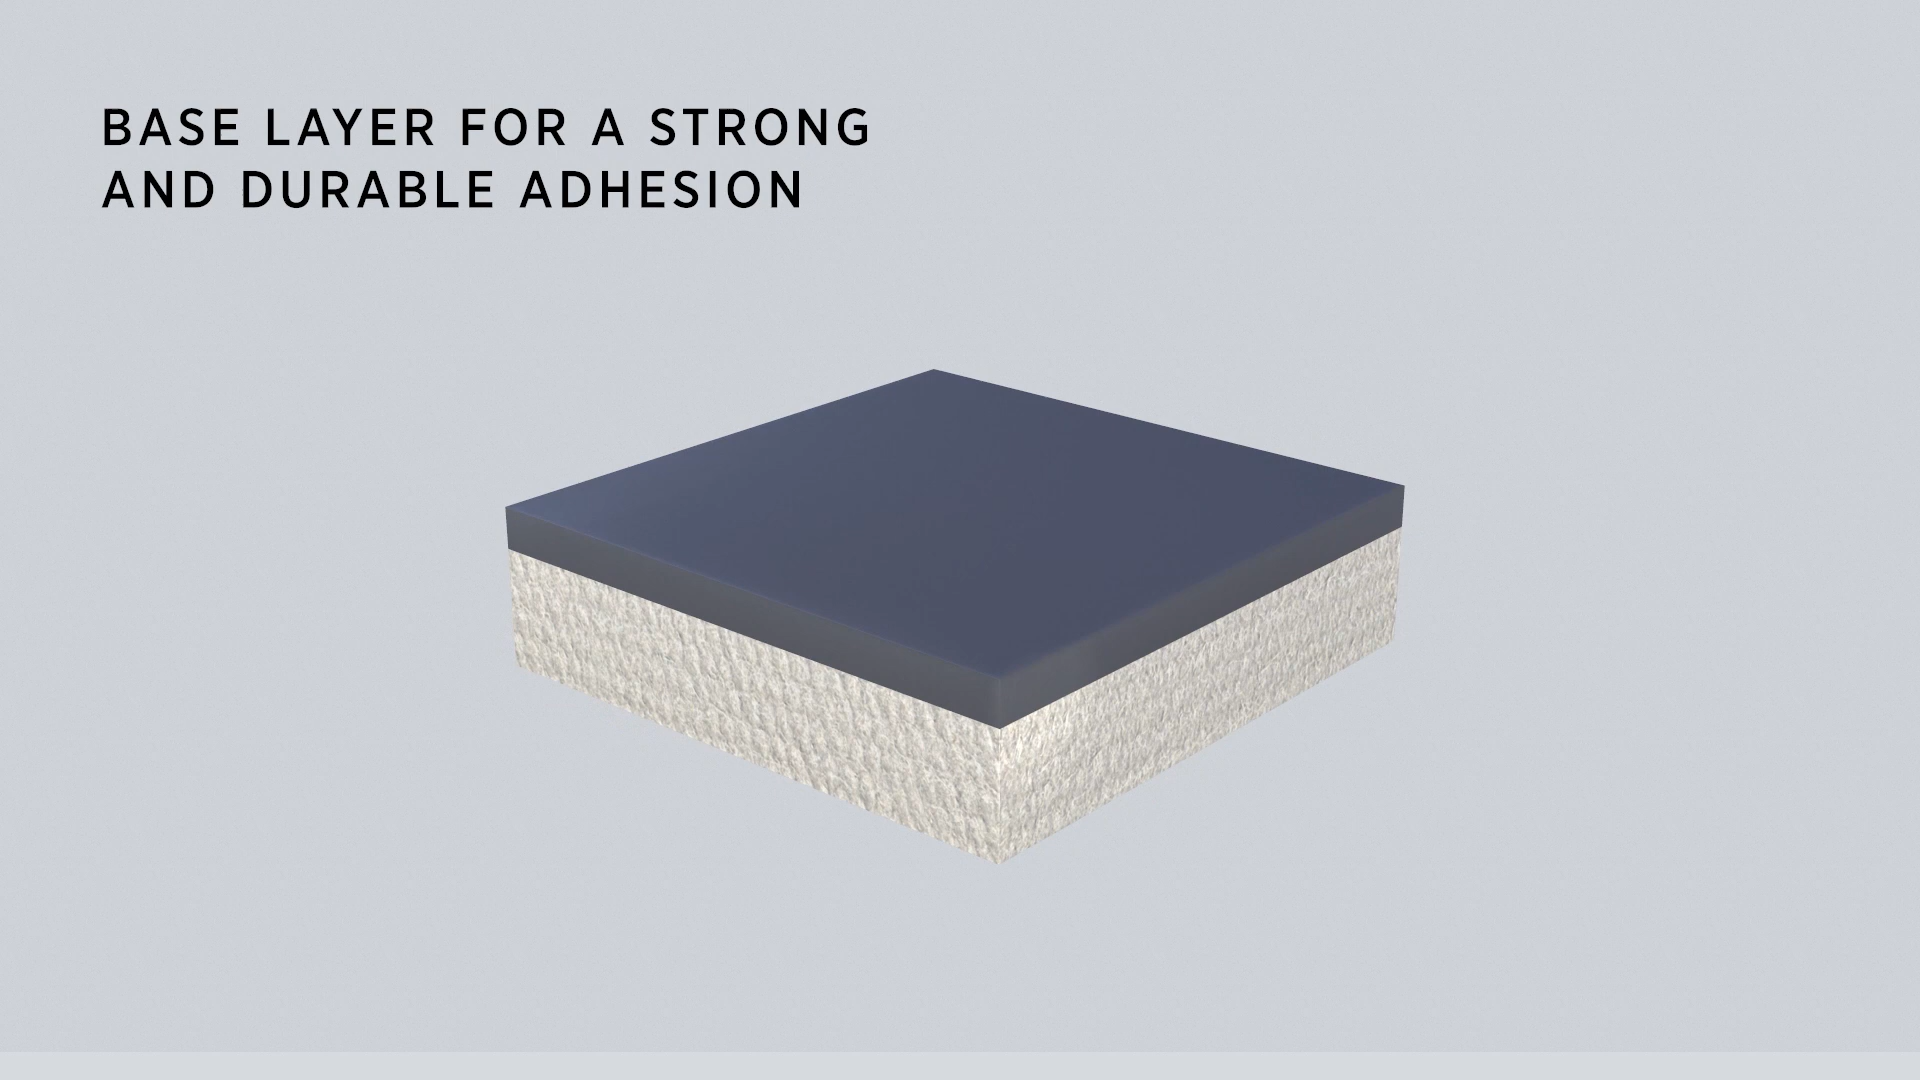 BASE LAYER FOR A STRONG
AND DURABLE ADHESION